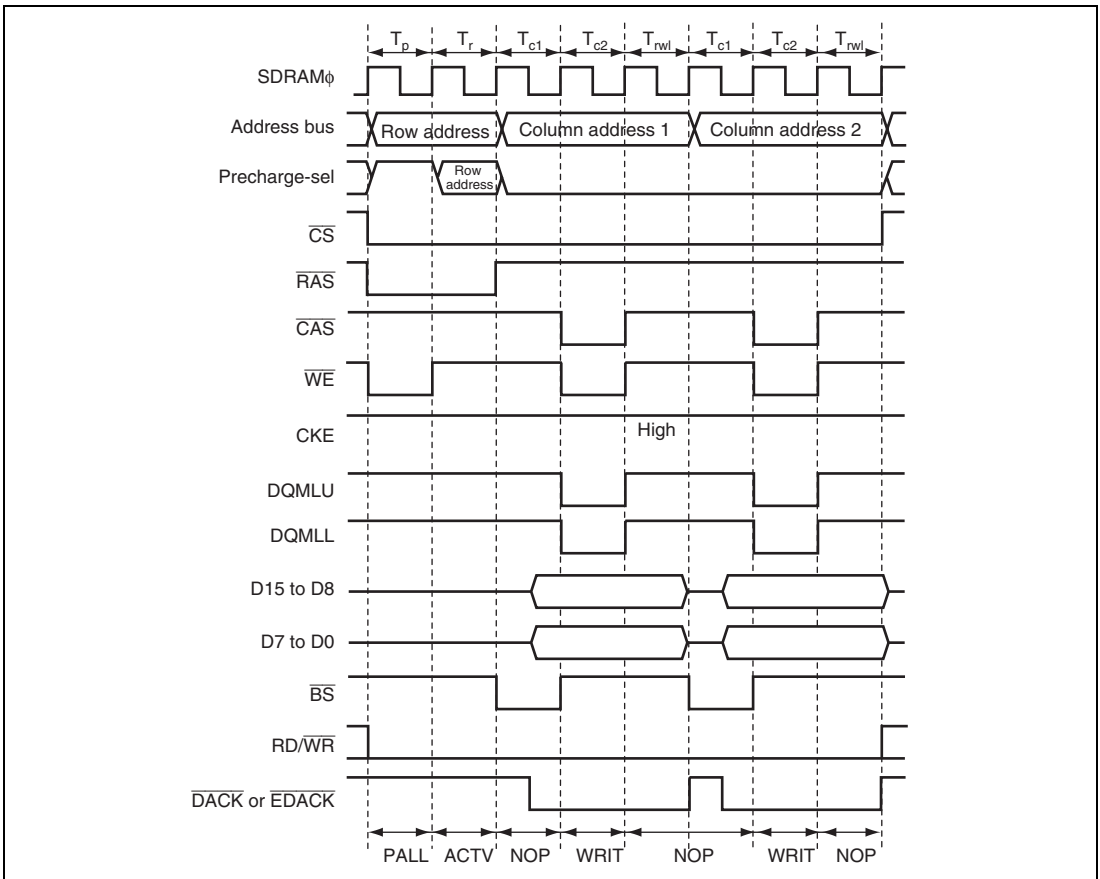 Tp Tr Tc1 Tc2 Trwl Tc1 Tc2 Trwl
SDRAMϕ
Address bus Row address Column address 1 Column address 2
Precharge-sel Row
address
CS
RAS
CAS
WE
CKE High
DQMLU
DQMLL
D15 to D8
D7 to D0
BS
RD/WR
DACK or EDACK
PALL ACTV NOP WRIT NOP WRIT NOP